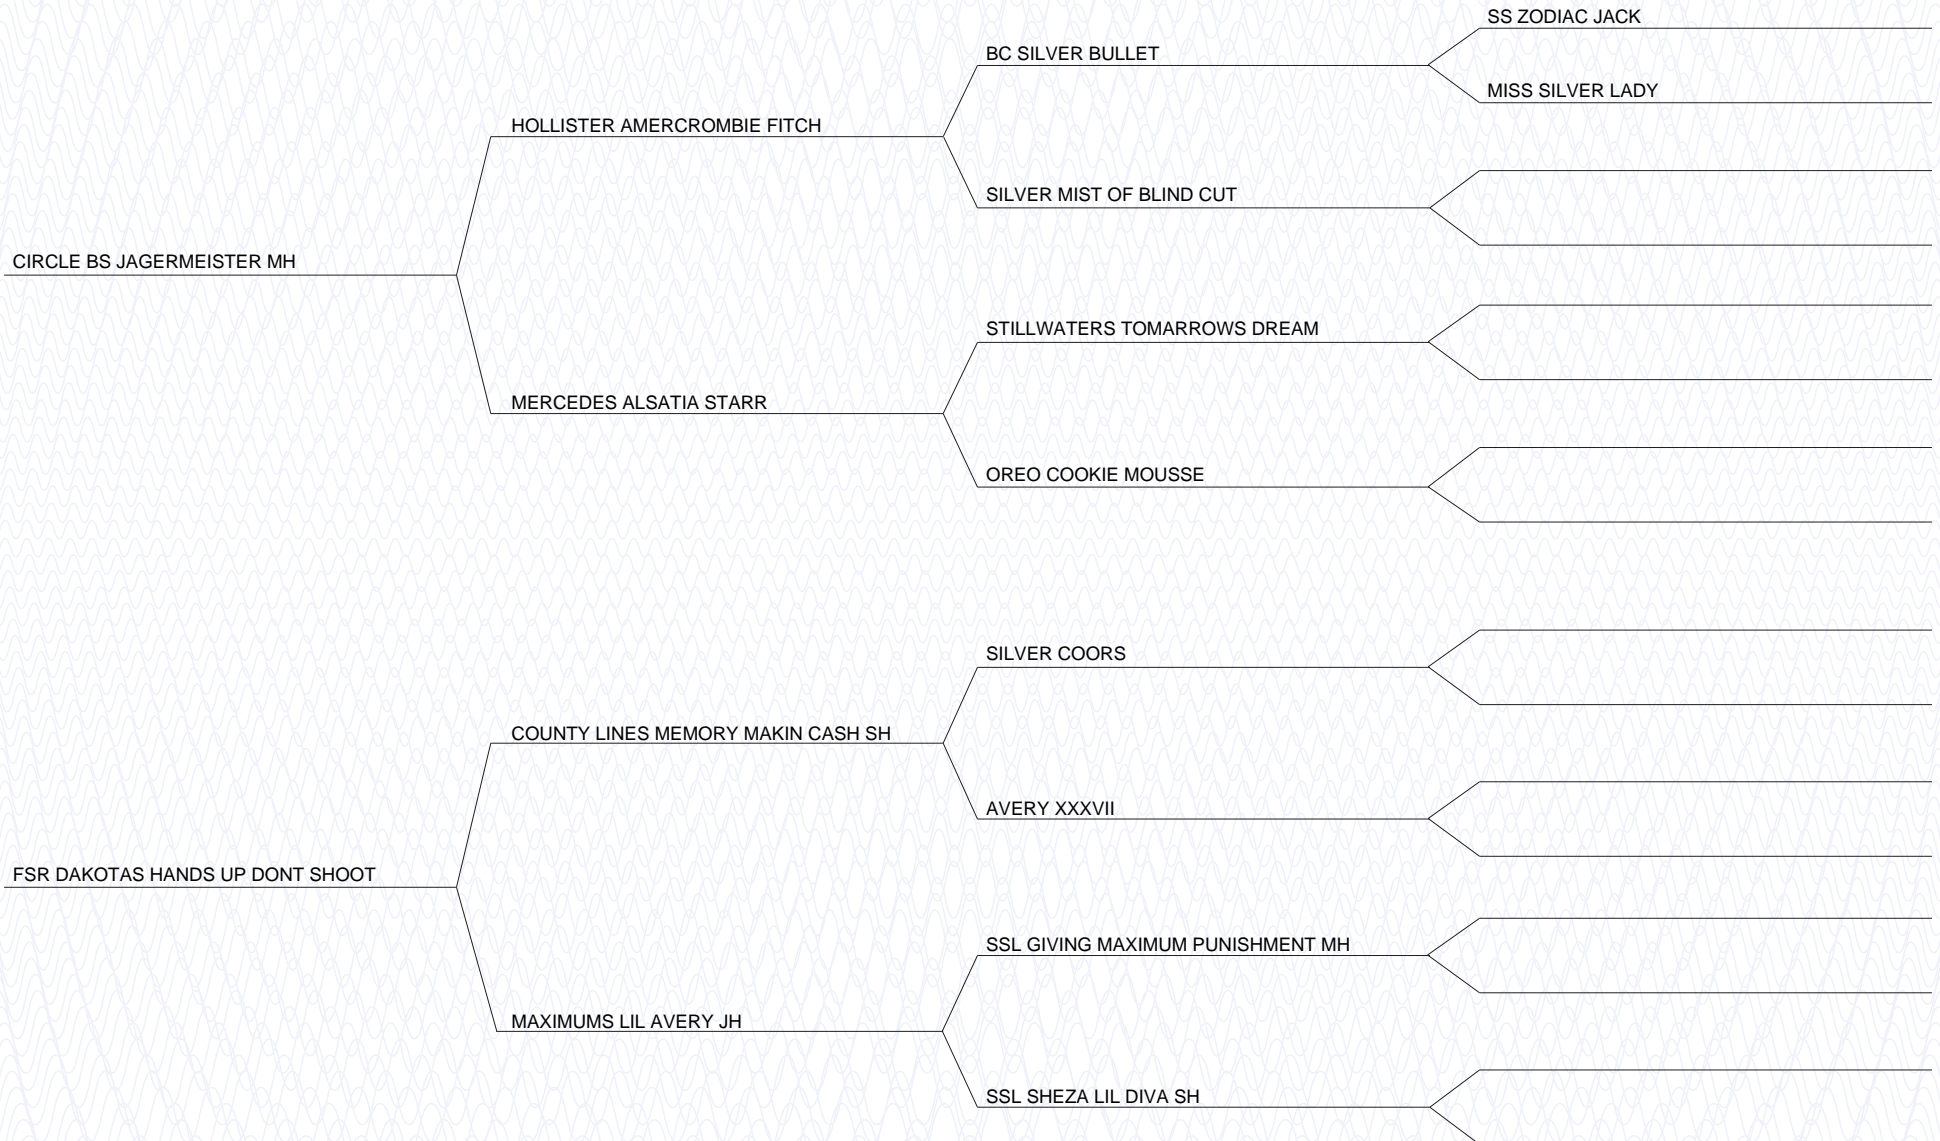 SS ZODIAC JACK
BC SILVER BULLET
MISS SILVER LADY
HOLLISTER AMERCROMBIE FITCH
SILVER MIST OF BLIND CUT
CIRCLE BS JAGERMEISTER MH
STILLWATERS TOMARROWS DREAM
MERCEDES ALSATIA STARR
OREO COOKIE MOUSSE
SILVER COORS
COUNTY LINES MEMORY MAKIN CASH SH
AVERY XXXVII
FSR DAKOTAS HANDS UP DONT SHOOT
SSL GIVING MAXIMUM PUNISHMENT MH
MAXIMUMS LIL AVERY JH
SSL SHEZA LIL DIVA SH